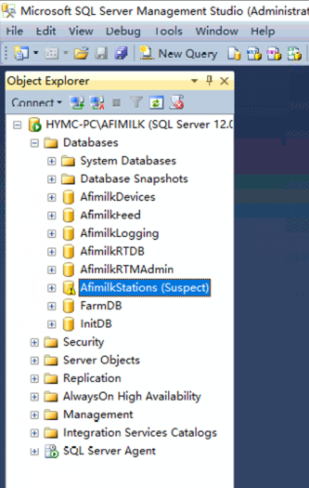 Microsoft SQL Server Management Studio (Administrat
File Edit View Debug Tools Window Help
New Query
Object Explorer
Connect
HYMC-PC\AFIMILK (SQL Server 12.0
Databases
System Databases
Database Snapshots
AfimilkDevices
AfimilkFeed
AfimilkLogging
AfimilkRTDB
AfimilkRTMAdmin
AfimilkStations (Suspect)
FarmDB
InitDB
Security
Server Objects
Replication
AlwaysOn High Availability
Management
Integration Services Catalogs
SQL Server Agent